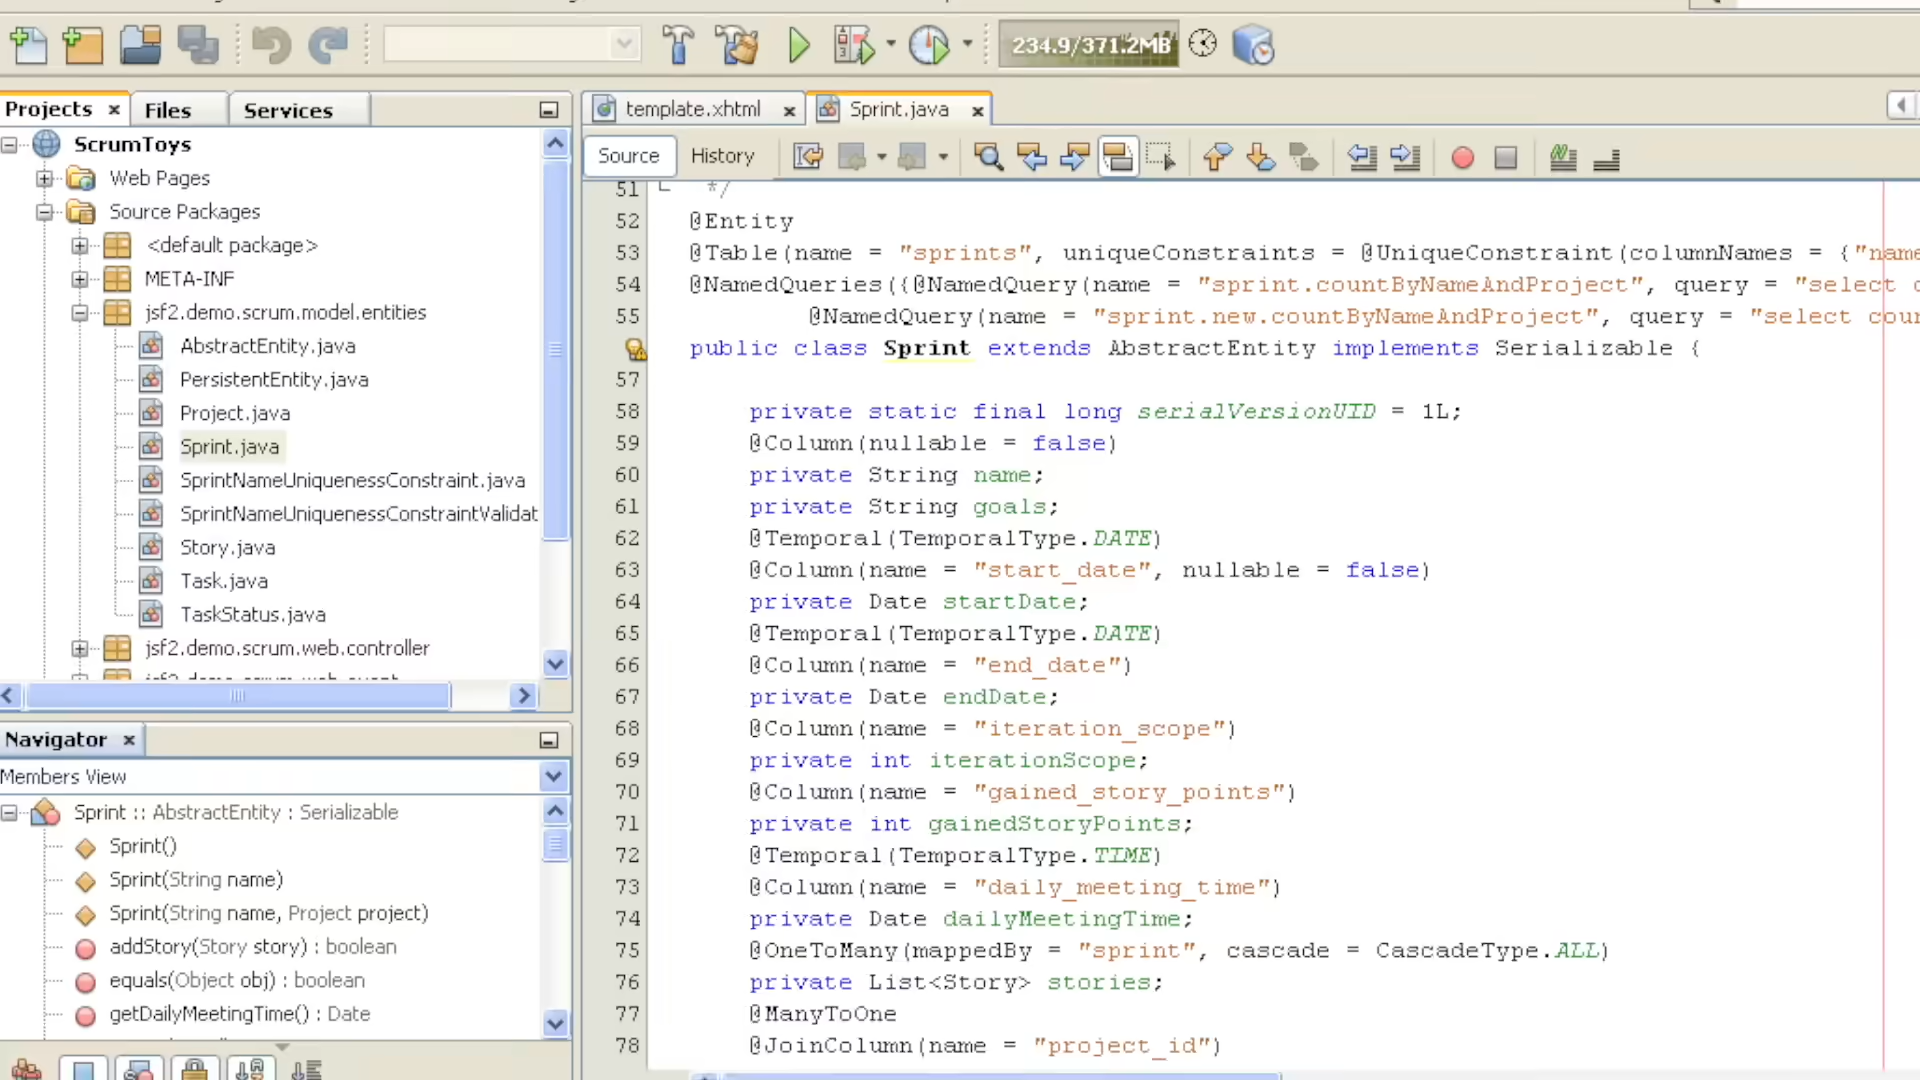 234.9/371.2MB
Projects
Files
Services
ScrumToys
Web Pages
Source Packages
<default package>
META-INF
jsf2.demo.scrum.model.entities
AbstractEntity.java
PersistentEntity.java
Project.java
Sprint.java
SprintNameUniquenessConstraint.java
SprintNameUniquenessConstraintValidat
Story.java
Task.java
TaskStatus.java
jsf2.demo.scrum.web.controller
Navigator
Members View
Sprint :: AbstractEntity : Serializable
Sprint()
Sprint(String name)
Sprint(String name, Project project)
addStory(Story story) : boolean
equals(Object obj) : boolean
getDailyMeetingTime() : Date
template.xhtml
Sprint.java
Source
History
51 */
52 @Entity
53 @Table(name = "sprints", uniqueConstraints = @UniqueConstraint(columnNames = {"name
54 @NamedQueries({@NamedQuery(name = "sprint.countByNameAndProject", query = "select c
55 @NamedQuery(name = "sprint.new.countByNameAndProject", query = "select coun
public class Sprint extends AbstractEntity implements Serializable {
57
58 private static final long serialVersionUID = 1L;
59 @Column(nullable = false)
60 private String name;
61 private String goals;
62 @Temporal(TemporalType.DATE)
63 @Column(name = "start_date", nullable = false)
64 private Date startDate;
65 @Temporal(TemporalType.DATE)
66 @Column(name = "end_date")
67 private Date endDate;
68 @Column(name = "iteration_scope")
69 private int iterationScope;
70 @Column(name = "gained_story_points")
71 private int gainedStoryPoints;
72 @Temporal(TemporalType.TIME)
73 @Column(name = "daily_meeting_time")
74 private Date dailyMeetingTime;
75 @OneToMany(mappedBy = "sprint", cascade = CascadeType.ALL)
76 private List<Story> stories;
77 @ManyToOne
78 @JoinColumn(name = "project_id")